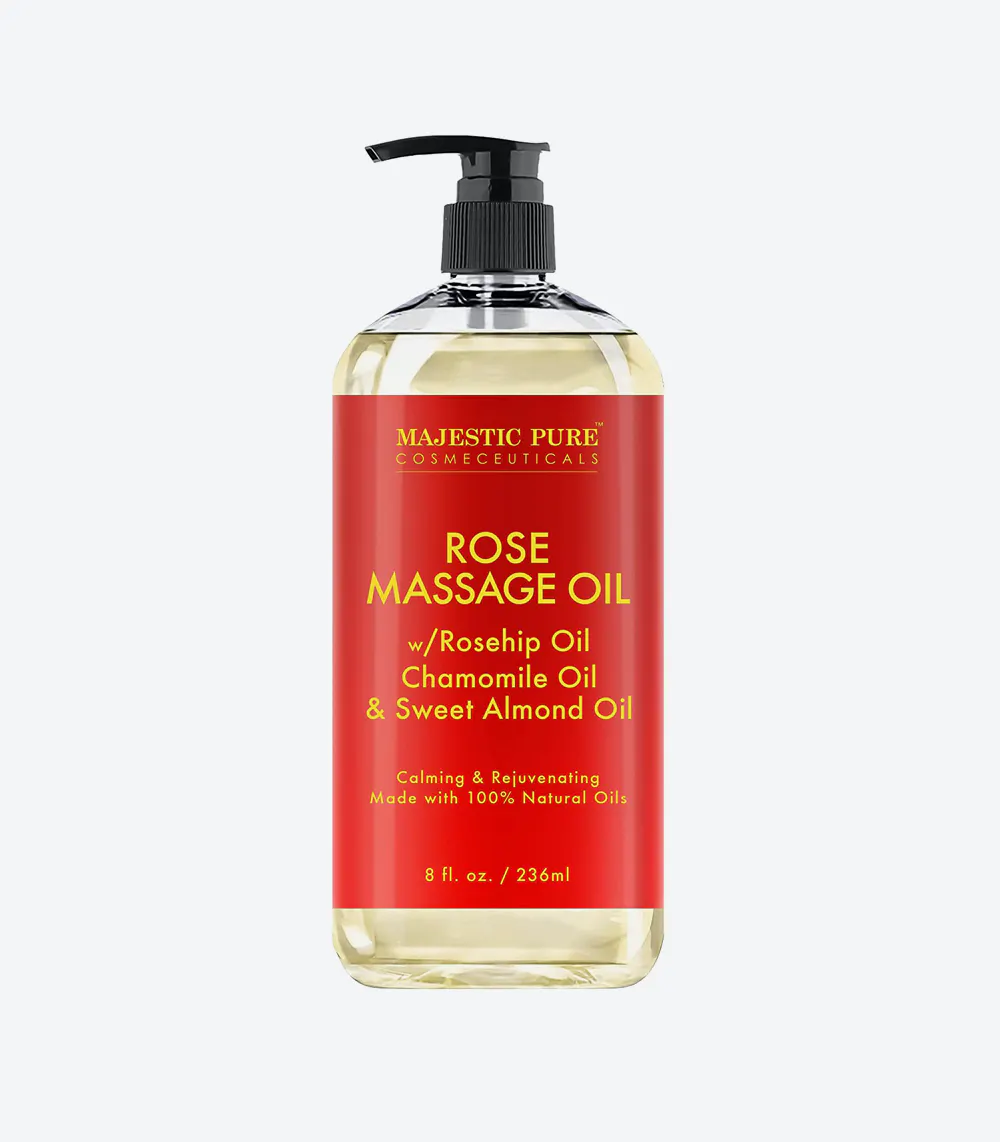 MAJESTIC PURE™
COSMECEUTICALS
ROSE
MASSAGE OIL
w/Rosehip Oil
Chamomile Oil
& Sweet Almond Oil
Calming & Rejuvenating
Made with 100% Natural Oils
8 fl. oz. / 236ml